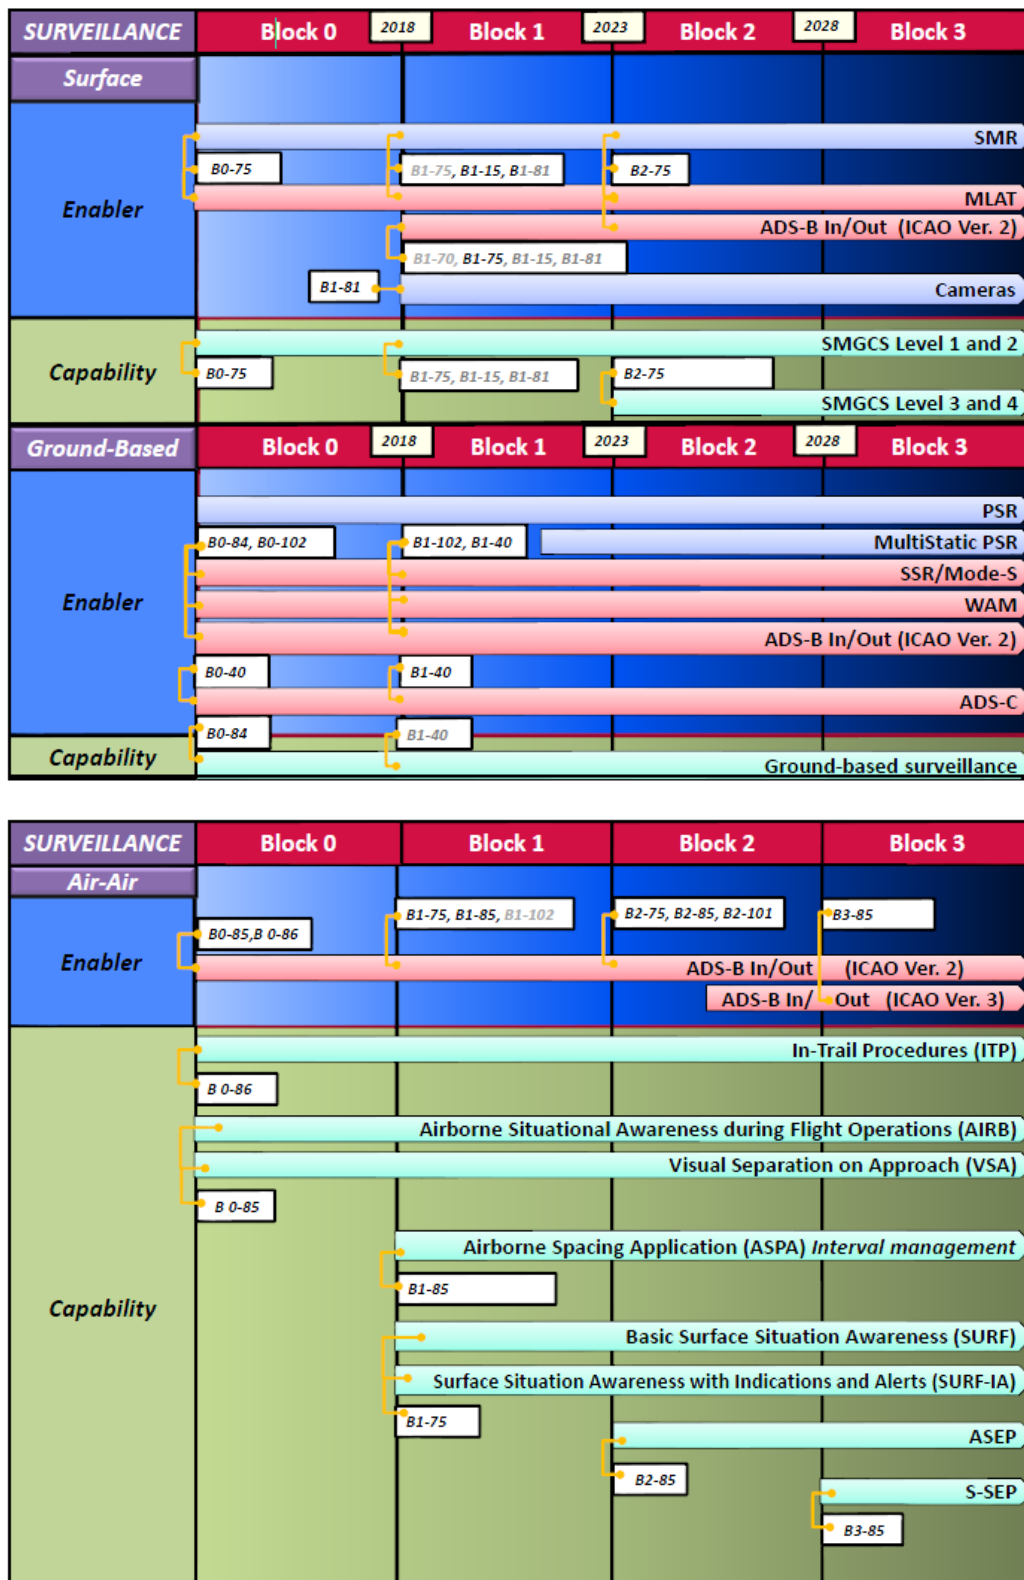 SURVEILLANCE Block 0 2018 Block 1 2023 Block 2 2028 Block 3
Surface
Enabler
SMR
B0-75 B1-75, B1-15, B1-81 B2-75
MLAT
ADS-B In/Out (ICAO Ver. 2)
B1-70, B1-75, B1-15, B1-81
B1-81 Cameras
Capability
SMGCS Level 1 and 2
B0-75 B1-75, B1-15, B1-81 B2-75
SMGCS Level 3 and 4
Ground-Based Block 0 2018 Block 1 2023 Block 2 2028 Block 3
Enabler
PSR
B0-84, B0-102 B1-102, B1-40 MultiStatic PSR
SSR/Mode-S
WAM
ADS-B In/Out (ICAO Ver. 2)
B0-40 B1-40
ADS-C
B0-84 B1-40
Capability
Ground-based surveillance
SURVEILLANCE Block 0 Block 1 Block 2 Block 3
Air-Air
Enabler
B0-85,B 0-86 B1-75, B1-85, B1-102 B2-75, B2-85, B2-101 B3-85
ADS-B In/Out (ICAO Ver. 2)
ADS-B In/ Out (ICAO Ver. 3)
Capability
In-Trail Procedures (ITP)
B 0-86
Airborne Situational Awareness during Flight Operations (AIRB)
Visual Separation on Approach (VSA)
B 0-85
Airborne Spacing Application (ASPA) Interval management
B1-85
Basic Surface Situation Awareness (SURF)
Surface Situation Awareness with Indications and Alerts (SURF-IA)
B1-75
ASEP
B2-85
S-SEP
B3-85